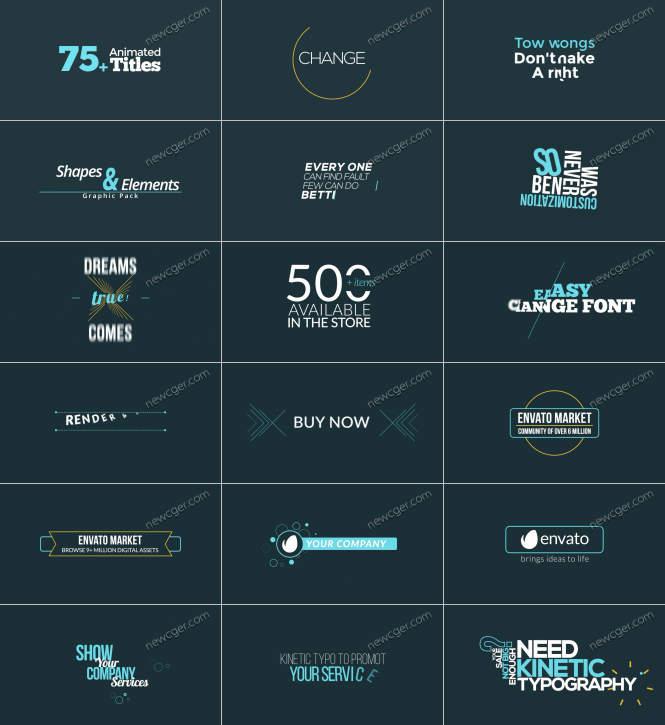 75+ Animated
Titles
newcger.com
CHANGE
newcger.com
Tow wongs
Don't nake
A right
newcger.com
Shapes
& Elements
Graphic Pack
newcger.com
EVERY ONE
CAN FIND FAULT
FEW CAN DO
BETTI
newcger.com
SO
BEN
NEVER
WAS
CUSTOMIZATION
newcger.com
DREAMS
true!
COMES
newcger.com
500
+ items
AVAILABLE
IN THE STORE
newcger.com
EASY
CANGE FONT
newcger.com
RENDER
newcger.com
BUY NOW
newcger.com
ENVATO MARKET
COMMUNITY OF OVER 6 MILLION
newcger.com
ENVATO MARKET
BROWSE 9+ MILLION DIGITAL ASSETS
newcger.com
YOUR COMPANY
newcger.com
envato
brings ideas to life
newcger.com
SHOW
Your
COMPANY
Services
newcger.com
KINETIC TYPO TO PROMOT
YOUR SERVICE
newcger.com
YOUR
SALE
NOT BIG
ENOUGH
?
NEED
KINETIC
TYPOGRAPHY
newcger.com